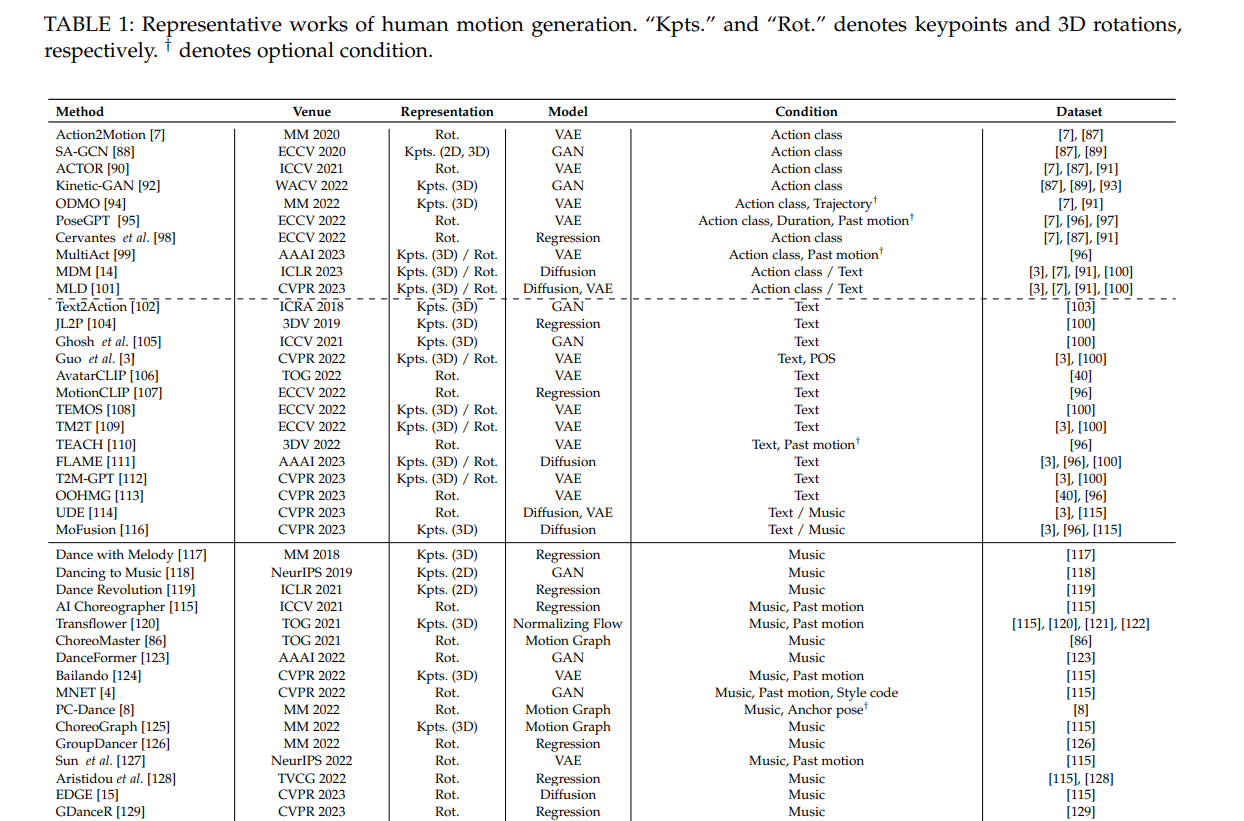 TABLE 1: Representative works of human motion generation. “Kpts.” and “Rot.” denotes keypoints and 3D rotations,
respectively. † denotes optional condition.
Method Venue Representation Model Condition Dataset
Action2Motion [7] MM 2020 Rot. VAE Action class [7], [87]
SA-GCN [88] ECCV 2020 Kpts. (2D, 3D) GAN Action class [87], [89]
ACTOR [90] ICCV 2021 Rot. VAE Action class [7], [87], [91]
Kinetic-GAN [92] WACV 2022 Kpts. (3D) GAN Action class [87], [89], [93]
ODMO [94] MM 2022 Kpts. (3D) VAE Action class, Trajectory† [7], [91]
PoseGPT [95] ECCV 2022 Rot. VAE Action class, Duration, Past motion† [7], [96], [97]
Cervantes et al. [98] ECCV 2022 Rot. Regression Action class [7], [87], [91]
MultiAct [99] AAAI 2023 Kpts. (3D) / Rot. VAE Action class, Past motion† [96]
MDM [14] ICLR 2023 Kpts. (3D) / Rot. Diffusion Action class / Text [3], [7], [91], [100]
MLD [101] CVPR 2023 Kpts. (3D) / Rot. Diffusion, VAE Action class / Text [3], [7], [91], [100]
Text2Action [102] ICRA 2018 Kpts. (3D) GAN Text [103]
JL2P [104] 3DV 2019 Kpts. (3D) Regression Text [100]
Ghosh et al. [105] ICCV 2021 Kpts. (3D) GAN Text [100]
Guo et al. [3] CVPR 2022 Kpts. (3D) / Rot. VAE Text, POS [3], [100]
AvatarCLIP [106] TOG 2022 Rot. VAE Text [40]
MotionCLIP [107] ECCV 2022 Rot. Regression Text [96]
TEMOS [108] ECCV 2022 Kpts. (3D) / Rot. VAE Text [100]
TM2T [109] ECCV 2022 Kpts. (3D) / Rot. VAE Text [3], [100]
TEACH [110] 3DV 2022 Rot. VAE Text, Past motion† [96]
FLAME [111] AAAI 2023 Kpts. (3D) / Rot. Diffusion Text [3], [96], [100]
T2M-GPT [112] CVPR 2023 Kpts. (3D) / Rot. VAE Text [3], [100]
OOHMG [113] CVPR 2023 Rot. VAE Text [40], [96]
UDE [114] CVPR 2023 Rot. Diffusion, VAE Text / Music [3], [115]
MoFusion [116] CVPR 2023 Kpts. (3D) Diffusion Text / Music [3], [96], [115]
Dance with Melody [117] MM 2018 Kpts. (3D) Regression Music [117]
Dancing to Music [118] NeurIPS 2019 Kpts. (2D) GAN Music [118]
Dance Revolution [119] ICLR 2021 Kpts. (2D) Regression Music [119]
AI Choreographer [115] ICCV 2021 Rot. Regression Music, Past motion [115]
Transflower [120] TOG 2021 Kpts. (3D) Normalizing Flow Music, Past motion [115], [120], [121], [122]
ChoreoMaster [86] TOG 2021 Rot. Motion Graph Music [86]
DanceFormer [123] AAAI 2022 Rot. GAN Music [123]
Bailando [124] CVPR 2022 Kpts. (3D) VAE Music, Past motion [115]
MNET [4] CVPR 2022 Rot. GAN Music, Past motion, Style code [115]
PC-Dance [8] MM 2022 Rot. Motion Graph Music, Anchor pose† [8]
ChoreoGraph [125] MM 2022 Kpts. (3D) Motion Graph Music [115]
GroupDancer [126] MM 2022 Rot. Regression Music [126]
Sun et al. [127] NeurIPS 2022 Rot. VAE Music, Past motion [115]
Aristidou et al. [128] TVCG 2022 Rot. Regression Music [115], [128]
EDGE [15] CVPR 2023 Rot. Diffusion Music [115]
GDanceR [129] CVPR 2023 Rot. Regression Music [129]